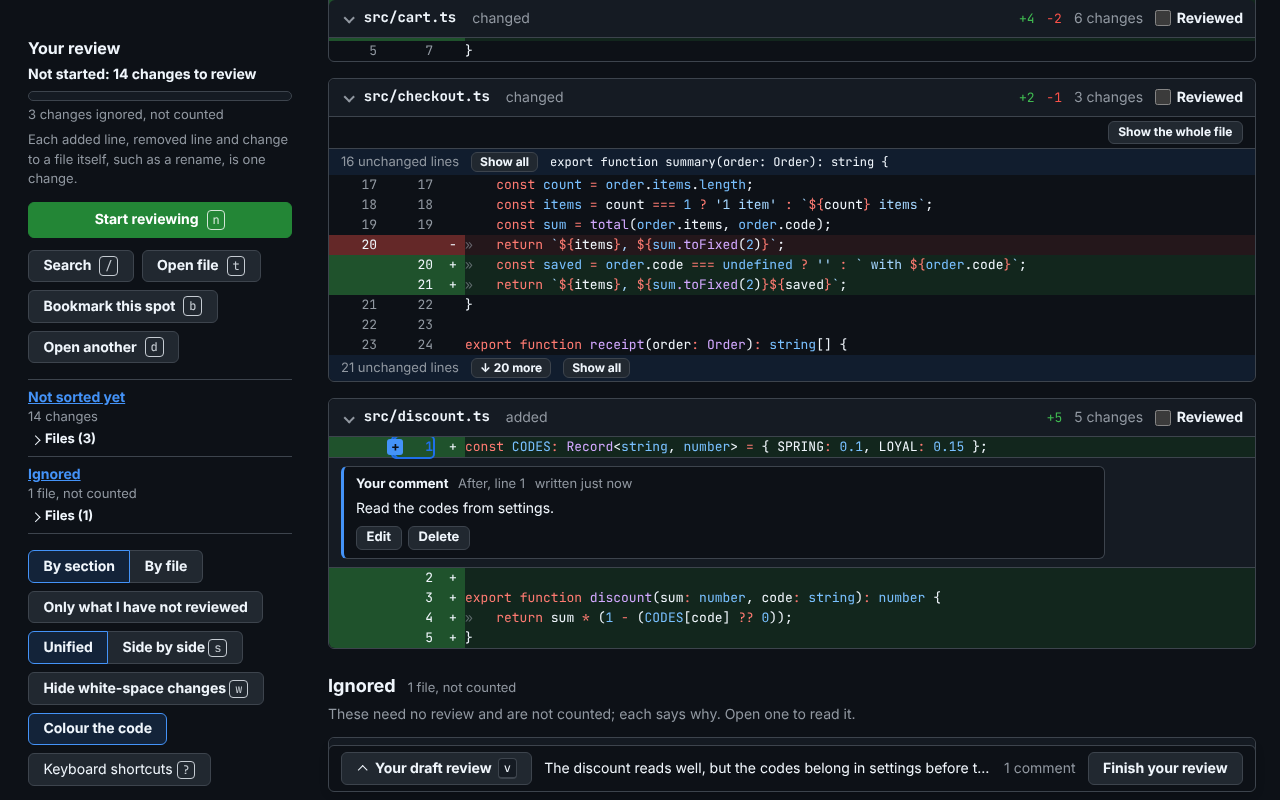 Your review
Not started: 14 changes to review
3 changes ignored, not counted
Each added line, removed line and change
to a file itself, such as a rename, is one
change.
Start reviewing n
Search / Open file t
Bookmark this spot b
Open another d
Not sorted yet
14 changes
Files (3)
Ignored
1 file, not counted
Files (1)
By section By file
Only what I have not reviewed
Unified Side by side s
Hide white-space changes w
Colour the code
Keyboard shortcuts ?
src/cart.ts changed +4 -2 6 changes Reviewed
5 7 }
src/checkout.ts changed +2 -1 3 changes Reviewed
Show the whole file
16 unchanged lines Show all export function summary(order: Order): string {
17 17 const count = order.items.length;
18 18 const items = count === 1 ? '1 item' : `${count} items`;
19 19 const sum = total(order.items, order.code);
20 - » return `${items}, ${sum.toFixed(2)}`;
20 + » const saved = order.code === undefined ? '' : ` with ${order.code}`;
21 + » return `${items}, ${sum.toFixed(2)}${saved}`;
21 22 }
22 23
23 24 export function receipt(order: Order): string[] {
21 unchanged lines ↓ 20 more Show all
src/discount.ts added +5 5 changes Reviewed
+ 1 + const CODES: Record<string, number> = { SPRING: 0.1, LOYAL: 0.15 };
Your comment After, line 1 written just now
Read the codes from settings.
Edit Delete
2 +
3 + export function discount(sum: number, code: string): number {
4 + » return sum * (1 - (CODES[code] ?? 0));
5 + }
Ignored 1 file, not counted
These need no review and are not counted; each says why. Open one to read it.
Your draft review v The discount reads well, but the codes belong in settings before t… 1 comment Finish your review